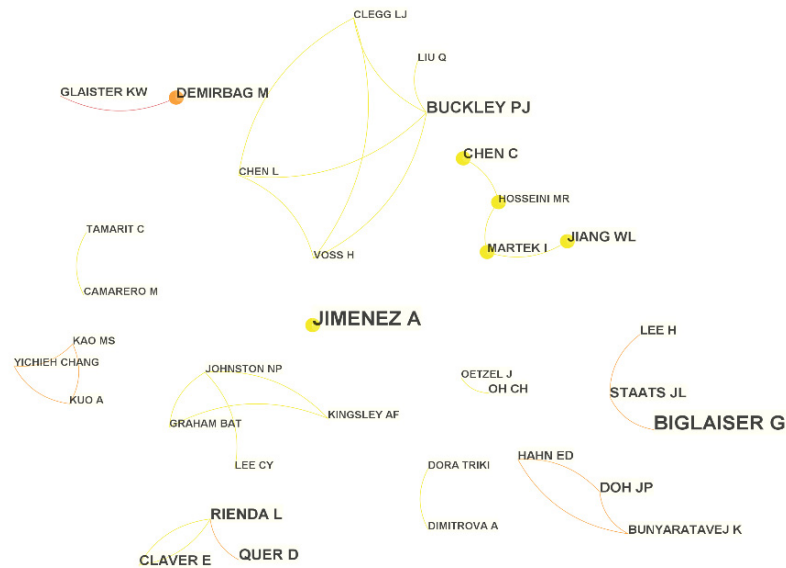 CLEGG LJ
LIU Q
GLAISTER KW
DEMIRBAG M
BUCKLEY PJ
CHEN C
CHEN L
HOSSEINI MR
TAMARIT C
JIANG WL
MARTEK I
VOSS H
CAMARERO M
JIMENEZ A
LEE H
KAO MS
YICHIEH CHANG
JOHNSTON NP
OETZEL J
OH CH
STAATS JL
KUO A
KINGSLEY AF
GRAHAM BAT
BIGLAISER G
HAHN ED
LEE CY
DORA TRIKI
DOH JP
RIENDA L
DIMITROVA A
BUNYARATAVEJ K
QUER D
CLAVER E